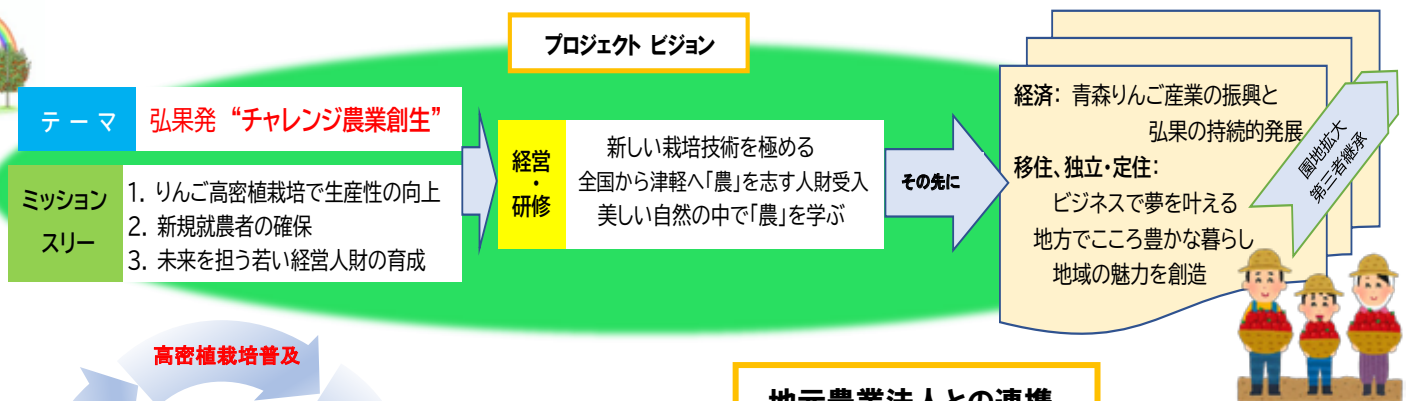 プロジェクト ビジョン
テ ー マ
弘果発 “チャレンジ農業創生”
ミッション
スリー
1. りんご高密植栽培で生産性の向上
2. 新規就農者の確保
3. 未来を担う若い経営人財の育成
経営
・
研修
新しい栽培技術を極める
全国から津軽へ「農」を志す人財受入
美しい自然の中で「農」を学ぶ
その先に
経済: 青森りんご産業の振興と
弘果の持続的発展
移住、独立・定住:
ビジネスで夢を叶える
地方でこころ豊かな暮らし
地域の魅力を創造
園地拡大
第三者継承
高密植栽培普及
地元農業法人との連携